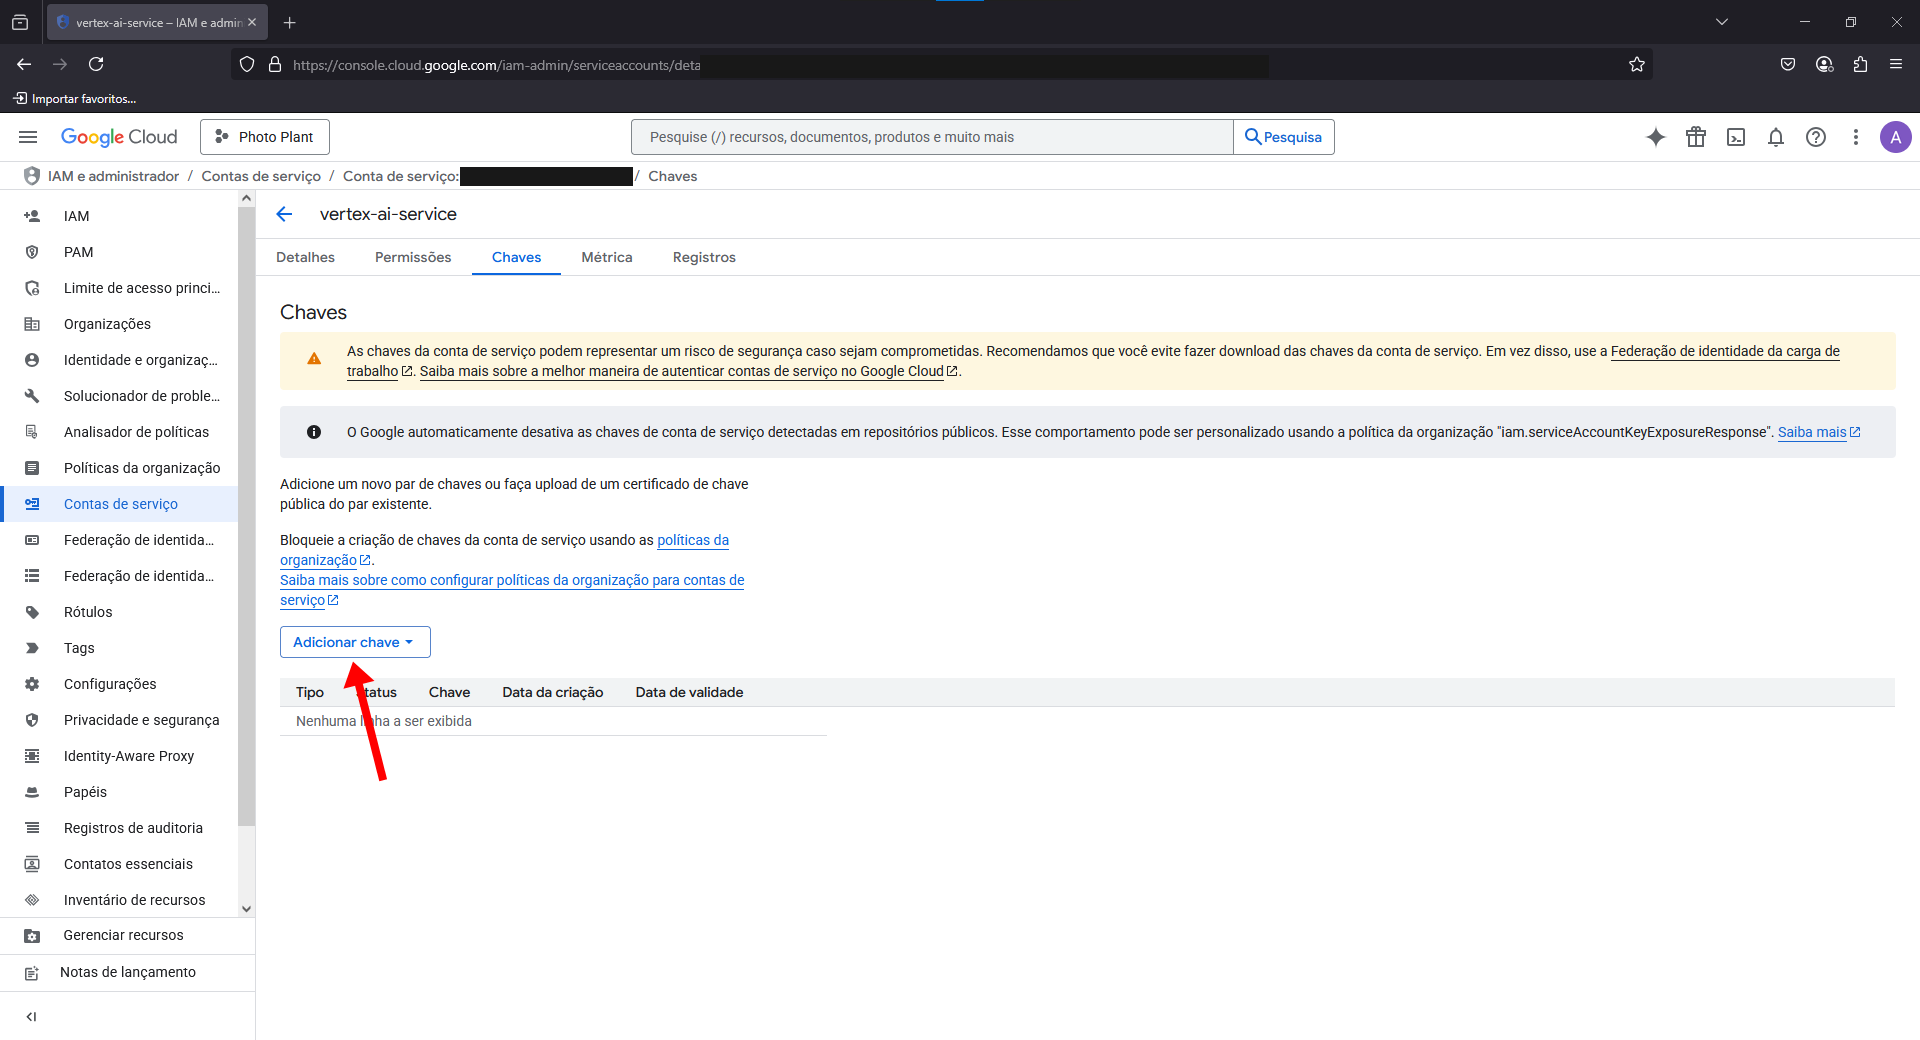 vertex-ai-service – IAM e admin
https://console.cloud.google.com/iam-admin/serviceaccounts/deta
Importar favoritos...
Google Cloud
Photo Plant
Pesquise (/) recursos, documentos, produtos e muito mais
Pesquisa
A
IAM e administrador / Contas de serviço / Conta de serviço: / Chaves
IAM
PAM
Limite de acesso princi...
Organizações
Identidade e organizaç...
Solucionador de proble...
Analisador de políticas
Políticas da organização
Contas de serviço
Federação de identida...
Federação de identida...
Rótulos
Tags
Configurações
Privacidade e segurança
Identity-Aware Proxy
Papéis
Registros de auditoria
Contatos essenciais
Inventário de recursos
Gerenciar recursos
Notas de lançamento
vertex-ai-service
Detalhes Permissões Chaves Métrica Registros
Chaves
As chaves da conta de serviço podem representar um risco de segurança caso sejam comprometidas. Recomendamos que você evite fazer download das chaves da conta de serviço. Em vez disso, use a Federação de identidade da carga de
trabalho. Saiba mais sobre a melhor maneira de autenticar contas de serviço no Google Cloud.
O Google automaticamente desativa as chaves de conta de serviço detectadas em repositórios públicos. Esse comportamento pode ser personalizado usando a política da organização "iam.serviceAccountKeyExposureResponse". Saiba mais
Adicione um novo par de chaves ou faça upload de um certificado de chave
pública do par existente.
Bloqueie a criação de chaves da conta de serviço usando as políticas da
organização.
Saiba mais sobre como configurar políticas da organização para contas de
serviço
Adicionar chave
Tipo Status Chave Data da criação Data de validade
Nenhuma linha a ser exibida